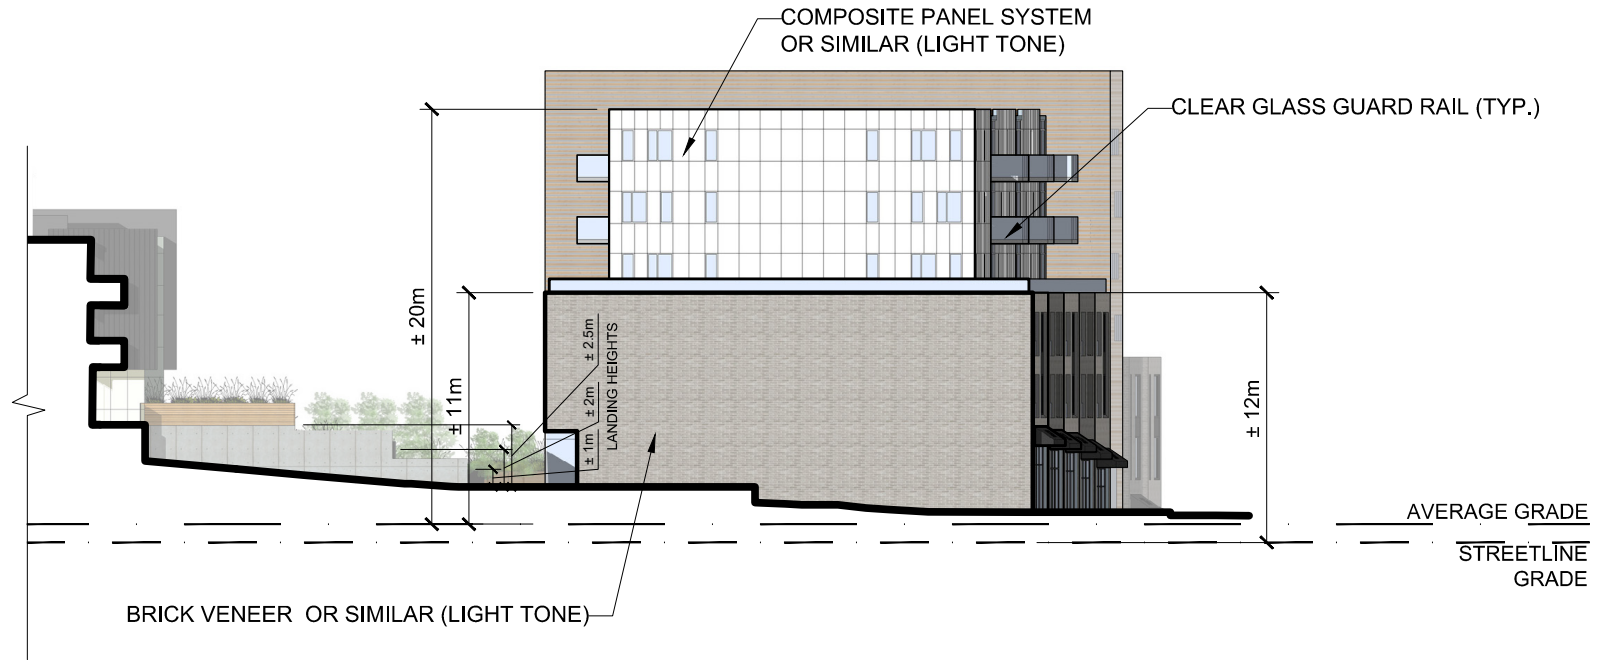 COMPOSITE PANEL SYSTEM
OR SIMILAR (LIGHT TONE)
CLEAR GLASS GUARD RAIL (TYP.)
± 20m
± 11m
± 1m
± 2m
± 2.5m
LANDING HEIGHTS
± 12m
AVERAGE GRADE
STREETLINE
GRADE
BRICK VENEER OR SIMILAR (LIGHT TONE)